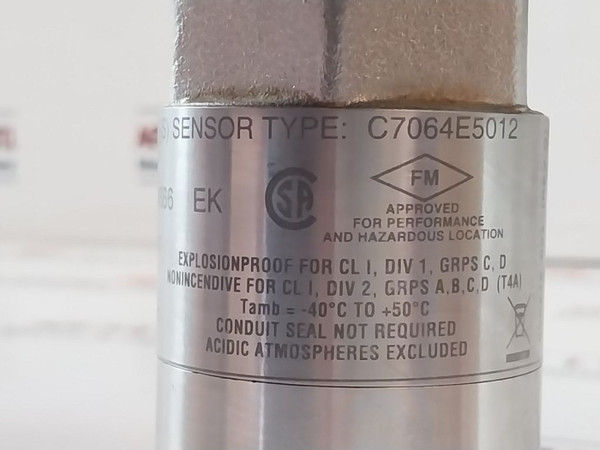 SENSOR TYPE: C7064E5012
EK
CSA
FM
APPROVED
FOR PERFORMANCE
AND HAZARDOUS LOCATION
EXPLOSIONPROOF FOR CL I, DIV 1, GRPS C, D
NONINCENDIVE FOR CL I, DIV 2, GRPS A,B,C,D (T4A)
Tamb = -40°C TO +50°C
CONDUIT SEAL NOT REQUIRED
ACIDIC ATMOSPHERES EXCLUDED